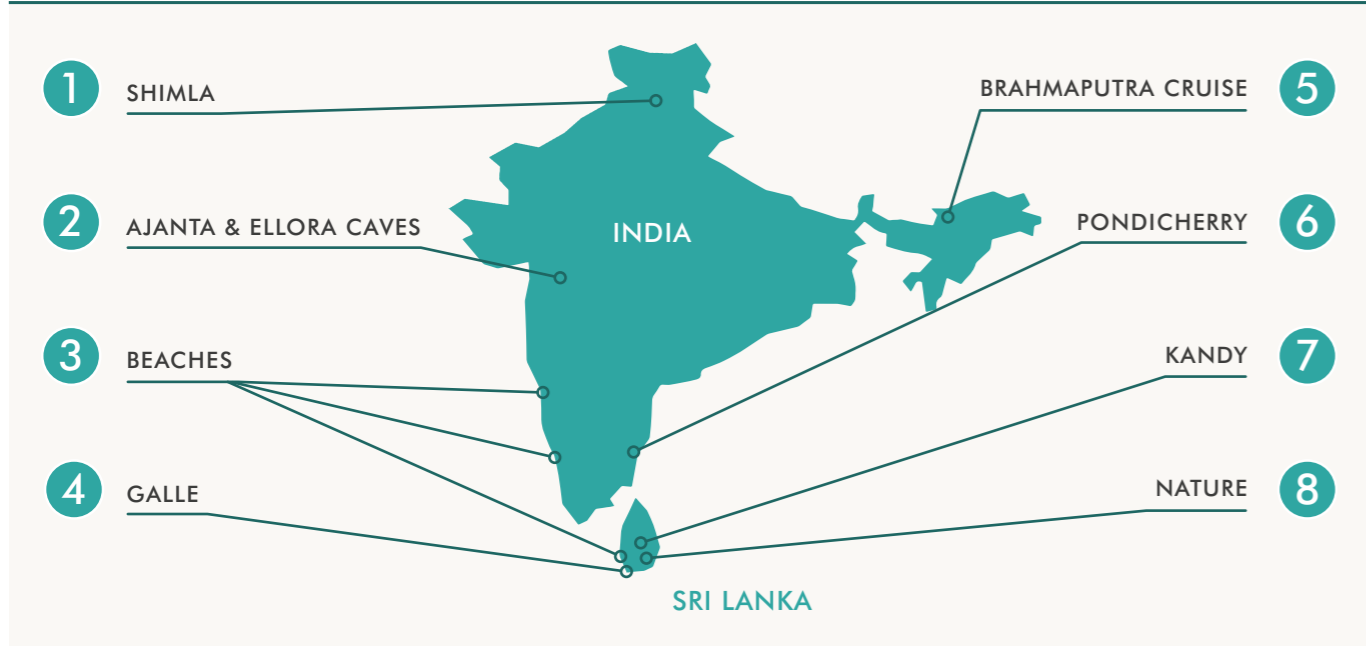 1 SHIMLA
2 AJANTA & ELLORA CAVES
3 BEACHES
4 GALLE
INDIA
SRI LANKA
BRAHMAPUTRA CRUISE 5
PONDICHERRY 6
KANDY 7
NATURE 8